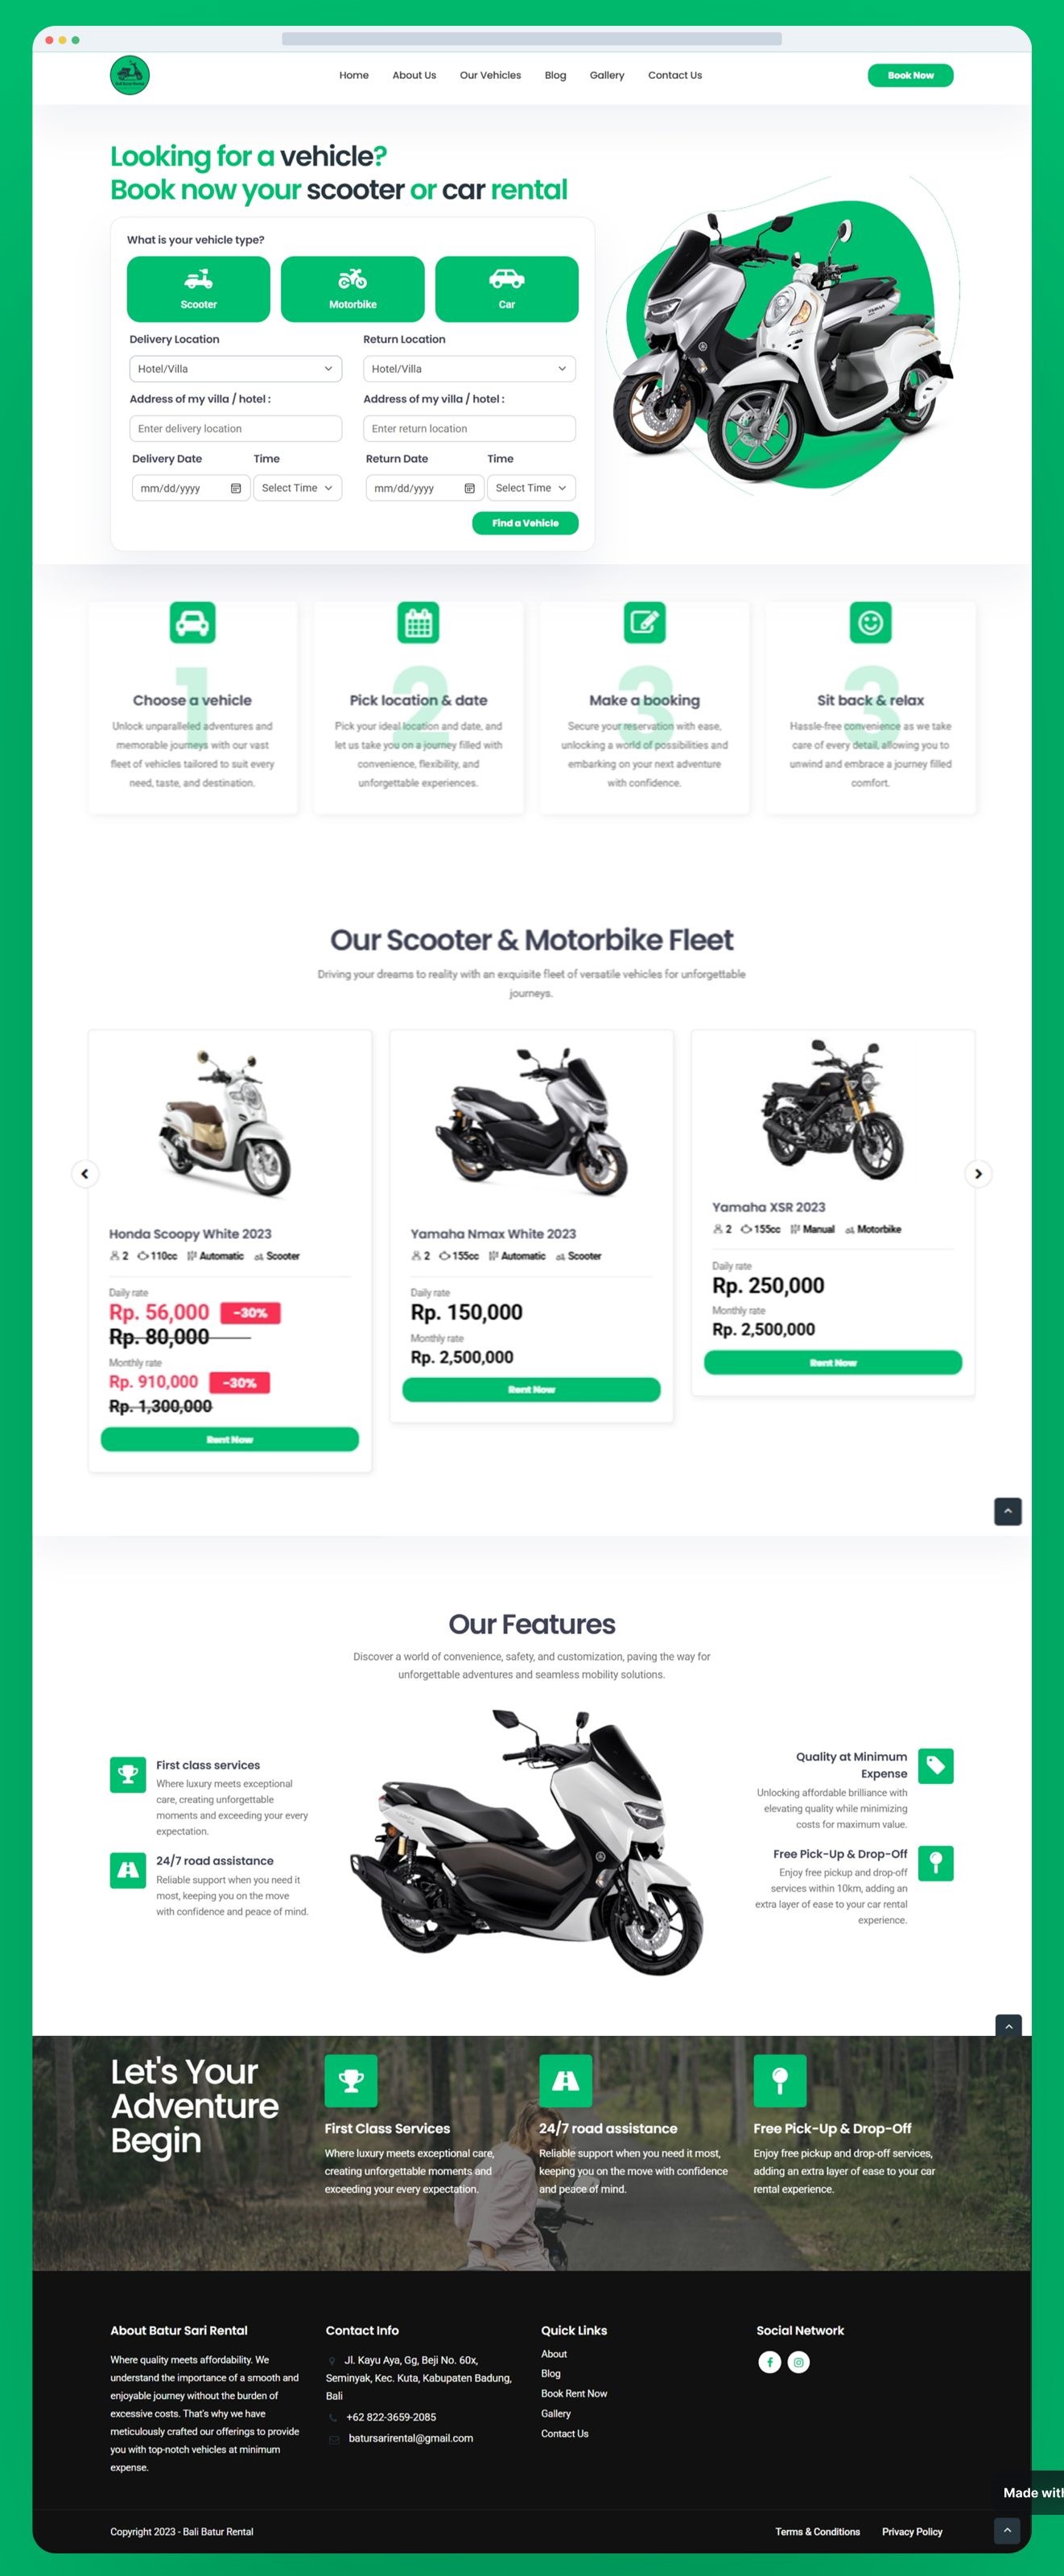 Home About Us Our Vehicles Blog Gallery Contact Us Book Now
Looking for a vehicle?
Book now your scooter or car rental
What is your vehicle type?
Scooter Motorbike Car
Delivery Location Return Location
Hotel/Villa Hotel/Villa
Address of my villa / hotel : Address of my villa / hotel :
Enter delivery location Enter return location
Delivery Date Time Return Date Time
mm/dd/yyyy Select Time mm/dd/yyyy Select Time
Find a Vehicle
1
Choose a vehicle
Unlock unparalleled adventures and
memorable journeys with our vast
fleet of vehicles tailored to suit every
need, taste, and destination.
2
Pick location & date
Pick your ideal location and date, and
let us take you on a journey filled with
convenience, flexibility, and
unforgettable experiences.
3
Make a booking
Secure your reservation with ease,
unlocking a world of possibilities and
embarking on your next adventure
with confidence.
3
Sit back & relax
Hassle-free convenience as we take
care of every detail, allowing you to
unwind and embrace a journey filled
comfort.
Our Scooter & Motorbike Fleet
Driving your dreams to reality with an exquisite fleet of versatile vehicles for unforgettable
journeys.
Honda Scoopy White 2023
2 110cc Automatic Scooter
Daily rate
Rp. 56,000 -30%
Rp. 80,000
Monthly rate
Rp. 910,000 -30%
Rp. 1,300,000
Rent Now
Yamaha Nmax White 2023
2 155cc Automatic Scooter
Daily rate
Rp. 150,000
Monthly rate
Rp. 2,500,000
Rent Now
Yamaha XSR 2023
2 155cc Manual Motorbike
Daily rate
Rp. 250,000
Monthly rate
Rp. 2,500,000
Rent Now
Our Features
Discover a world of convenience, safety, and customization, paving the way for
unforgettable adventures and seamless mobility solutions.
First class services
Where luxury meets exceptional
care, creating unforgettable
moments and exceeding your every
expectation.
24/7 road assistance
Reliable support when you need it
most, keeping you on the move
with confidence and peace of mind.
Quality at Minimum
Expense
Unlocking affordable brilliance with
elevating quality while minimizing
costs for maximum value.
Free Pick-Up & Drop-Off
Enjoy free pickup and drop-off
services within 10km, adding an
extra layer of ease to your car rental
experience.
Let's Your
Adventure
Begin
First Class Services
Where luxury meets exceptional care,
creating unforgettable moments and
exceeding your every expectation.
24/7 road assistance
Reliable support when you need it most,
keeping you on the move with confidence
and peace of mind.
Free Pick-Up & Drop-Off
Enjoy free pickup and drop-off services,
adding an extra layer of ease to your car
rental experience.
About Batur Sari Rental
Where quality meets affordability. We
understand the importance of a smooth and
enjoyable journey without the burden of
excessive costs. That's why we have
meticulously crafted our offerings to provide
you with top-notch vehicles at minimum
expense.
Contact Info
Jl. Kayu Aya, Gg, Beji No. 60x,
Seminyak, Kec. Kuta, Kabupaten Badung,
Bali
+62 822-3659-2085
batursarirental@gmail.com
Quick Links
About
Blog
Book Rent Now
Gallery
Contact Us
Social Network
Made with
Copyright 2023 - Bali Batur Rental Terms & Conditions Privacy Policy